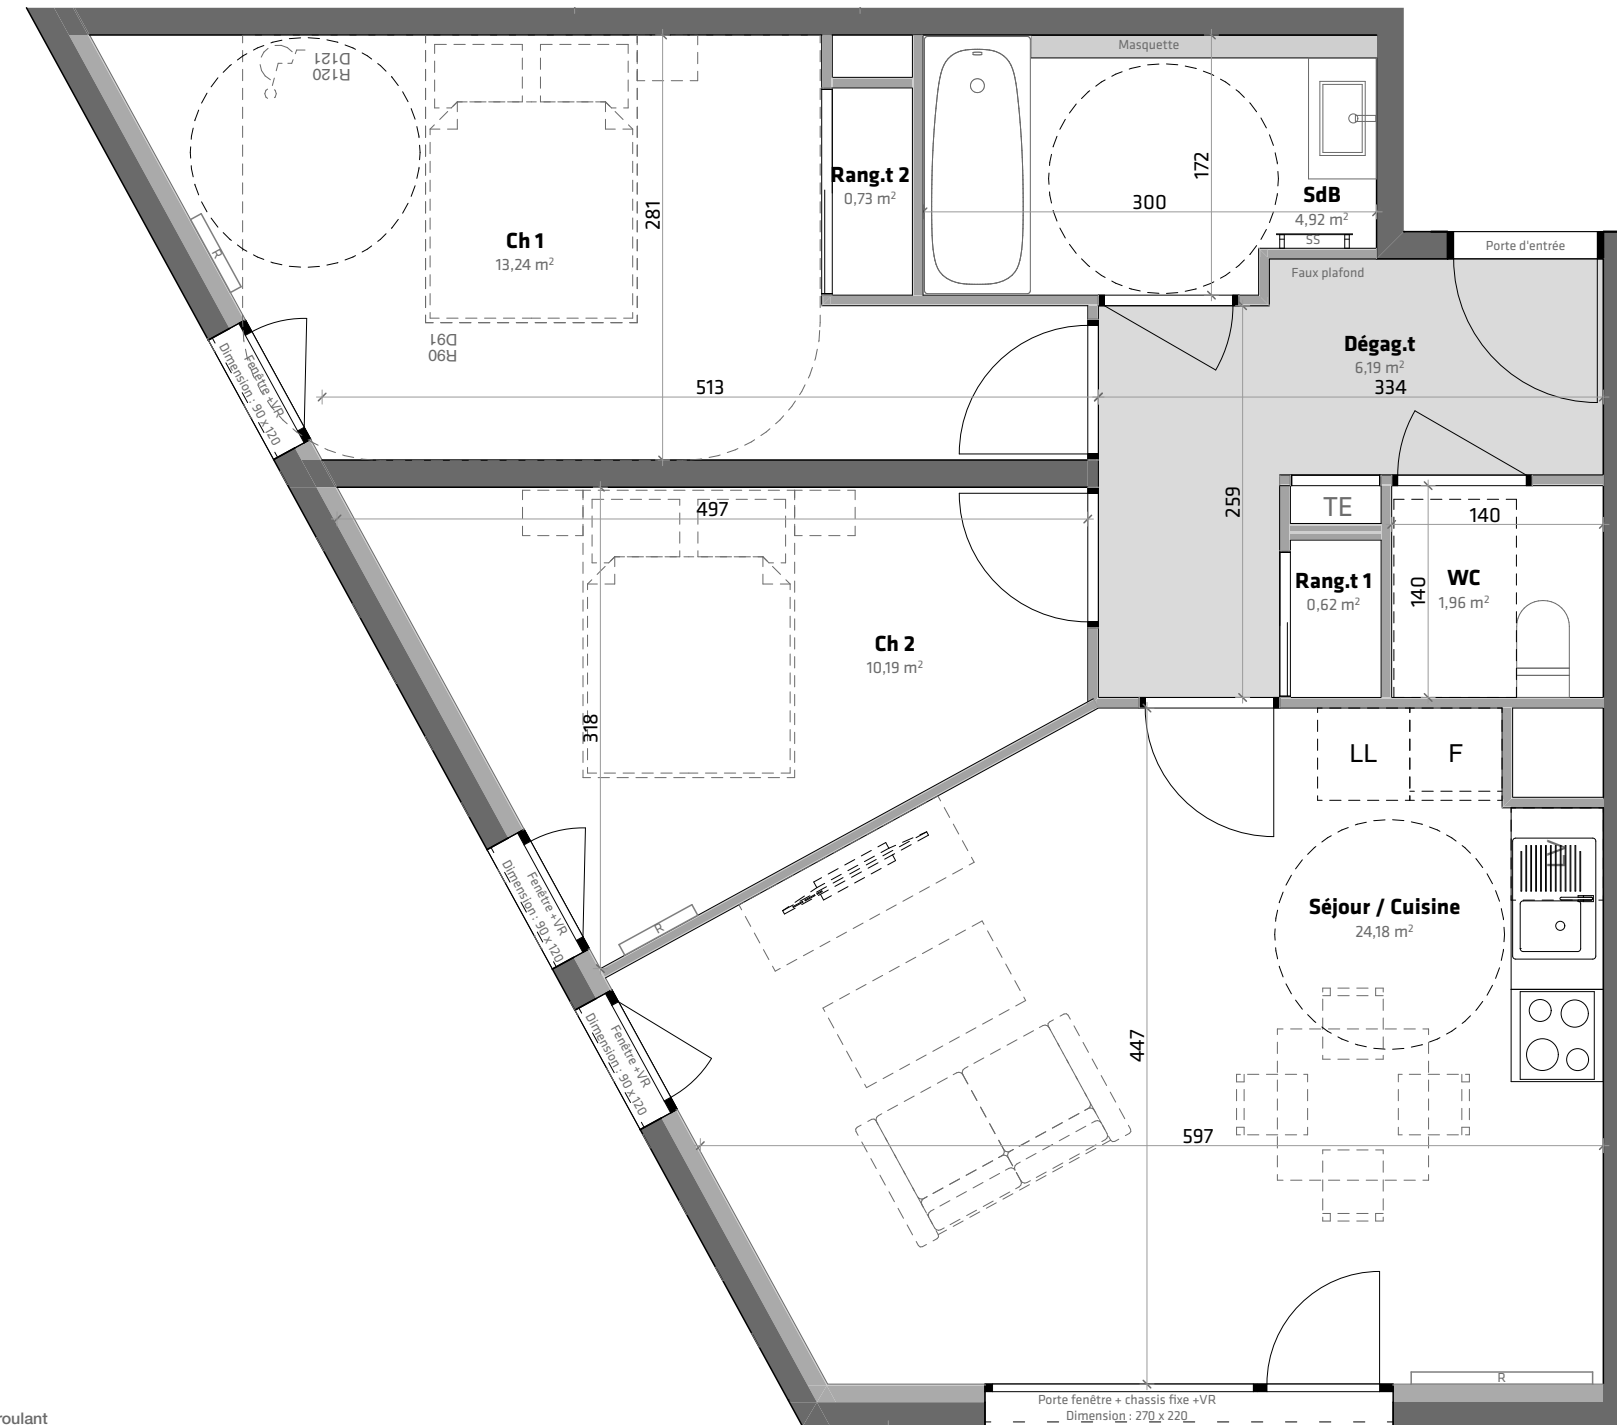 Masquette
D121
R120
Rang.t 2
0,73 m²
172
300
SdB
4,92 m²
SS
Porte d'entrée
Faux plafond
281
Ch 1
13,24 m²
R
D91
R90
Dégag.t
6,19 m²
334
513
Fenêtre +VR
Dimension : 90 x 120
497
259
TE
140
Rang.t 1
0,62 m²
140
WC
1,96 m²
Ch 2
10,19 m²
318
LL
F
LV
Fenêtre +VR
Dimension : 90 x 120
R
Séjour / Cuisine
24,18 m²
Fenêtre +VR
Dimension : 90 x 120
447
597
R
Porte fenêtre + chassis fixe +VR
Dimension : 270 x 220
roulant